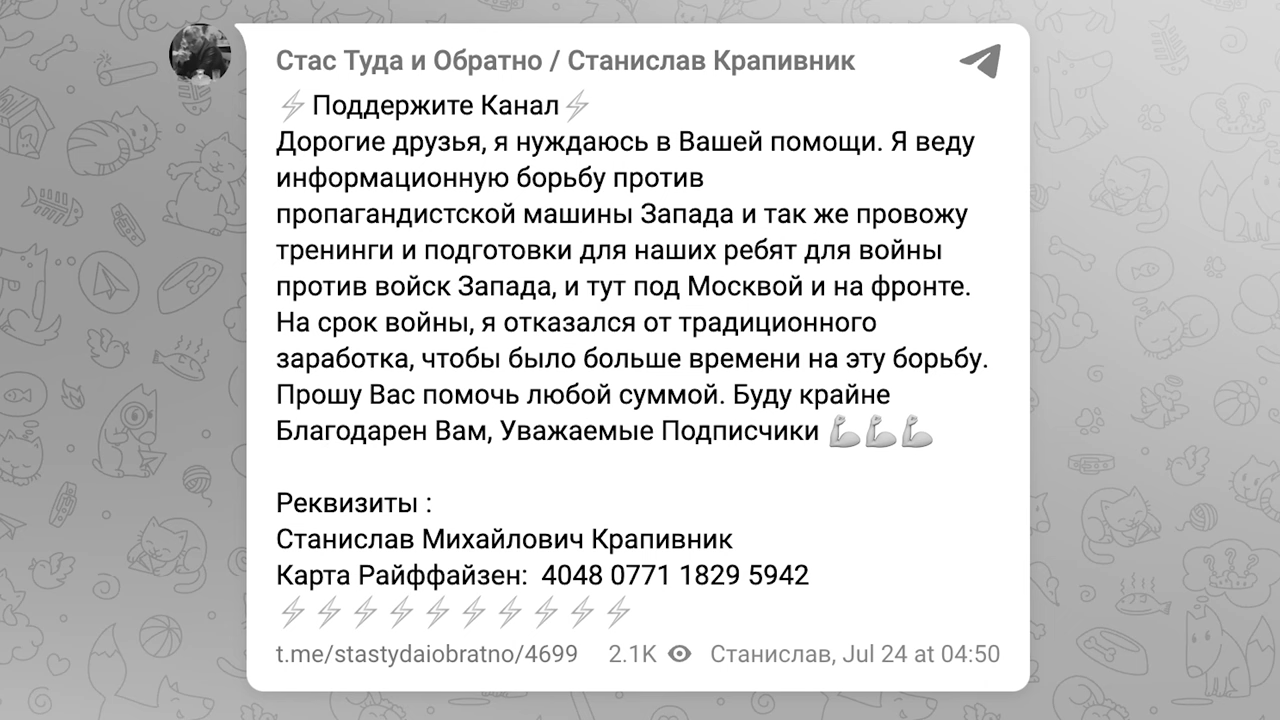 Стас Туда и Обратно / Станислав Крапивник
⚡Поддержите Канал⚡
Дорогие друзья, я нуждаюсь в Вашей помощи. Я веду
информационную борьбу против
пропагандистской машины Запада и так же провожу
тренинги и подготовки для наших ребят для войны
против войск Запада, и тут под Москвой и на фронте.
На срок войны, я отказался от традиционного
заработка, чтобы было больше времени на эту борьбу.
Прошу Вас помочь любой суммой. Буду крайне
Благодарен Вам, Уважаемые Подписчики 💪💪💪
Реквизиты :
Станислав Михайлович Крапивник
Карта Райффайзен: 4048 0771 1829 5942
⚡⚡⚡⚡⚡⚡⚡⚡⚡⚡
t.me/stastydaiobratno/4699 2.1K Станислав, Jul 24 at 04:50